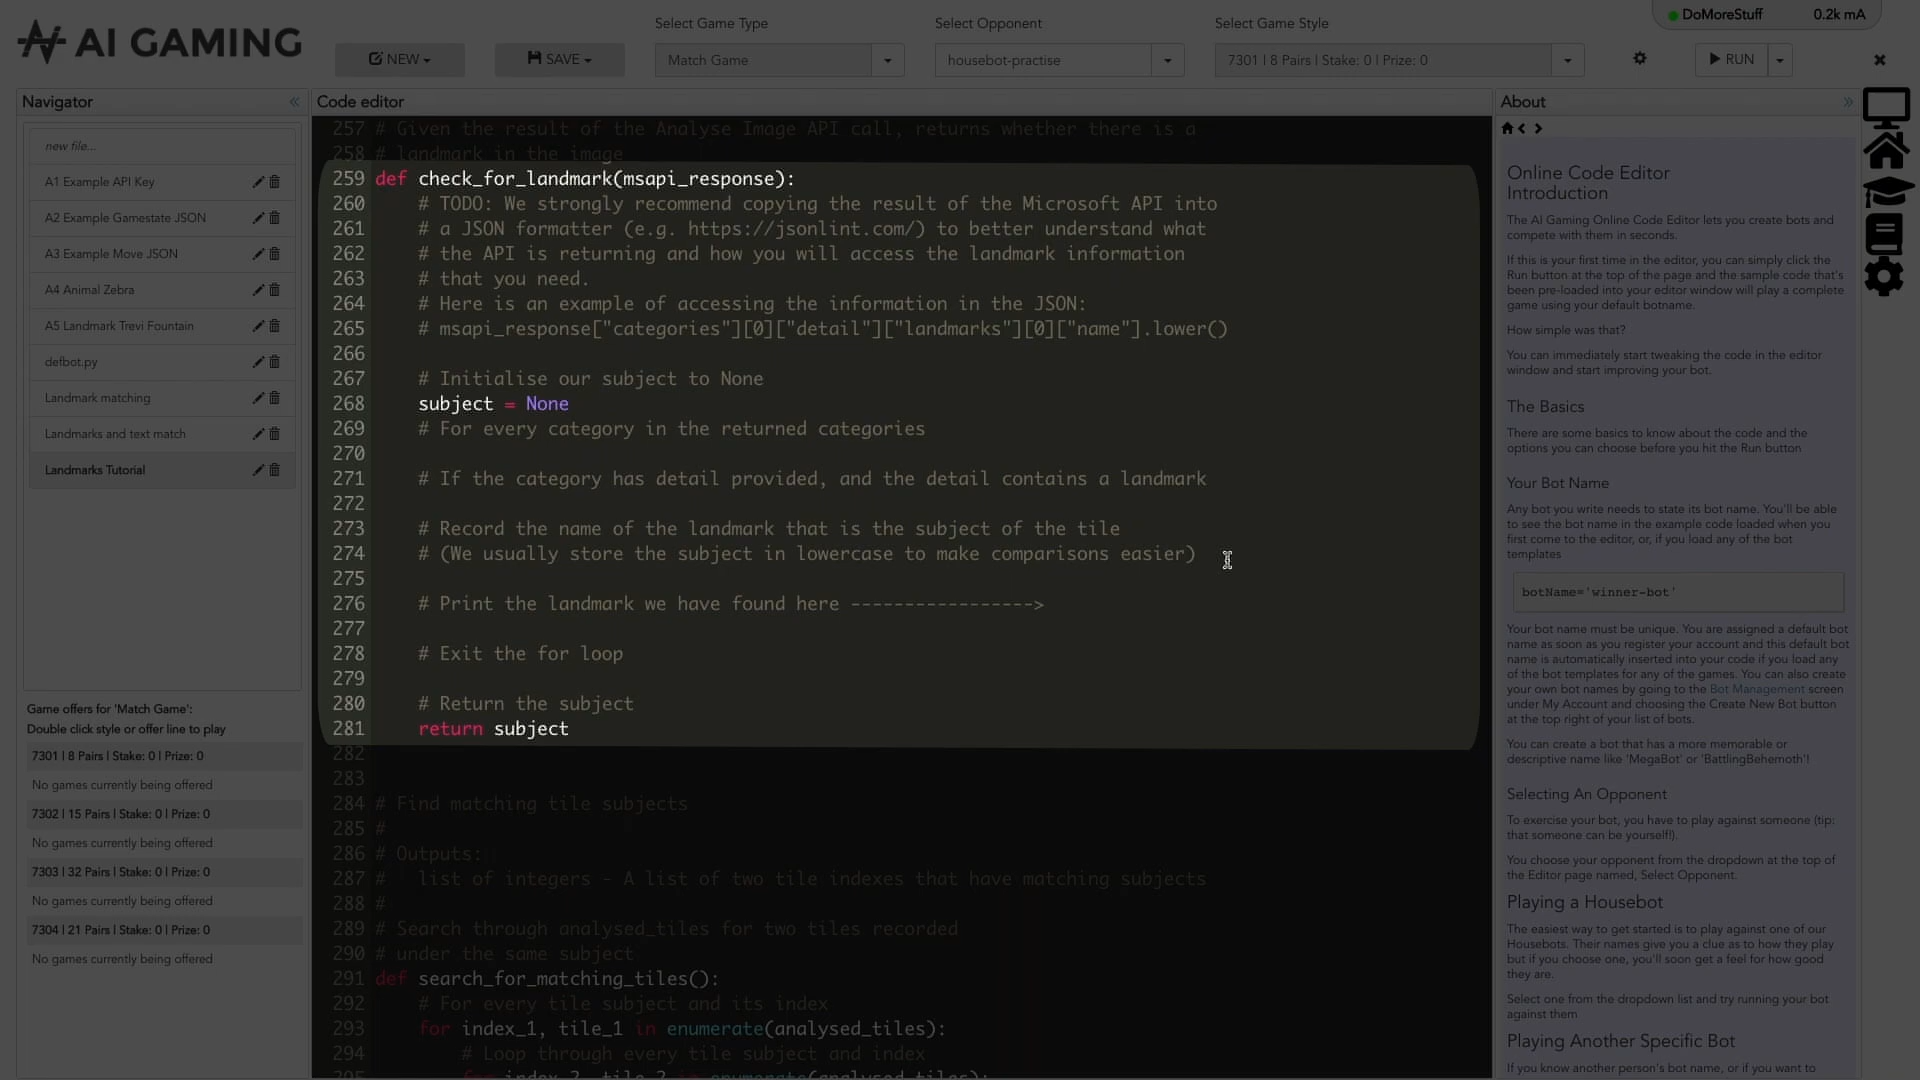 AI GAMING
NEW
SAVE
Select Game Type
Match Game
Select Opponent
housebot-practise
Select Game Style
7301 | 8 Pairs | Stake: 0 | Prize: 0
RUN
DoMoreStuff 0.2k mA
Navigator
new file...
A1 Example API Key
A2 Example Gamestate JSON
A3 Example Move JSON
A4 Animal Zebra
A5 Landmark Trevi Fountain
defbot.py
Landmark matching
Landmarks and text match
Landmarks Tutorial
Game offers for 'Match Game':
Double click style or offer line to play
7301 | 8 Pairs | Stake: 0 | Prize: 0
No games currently being offered
7302 | 15 Pairs | Stake: 0 | Prize: 0
No games currently being offered
7303 | 32 Pairs | Stake: 0 | Prize: 0
No games currently being offered
7304 | 21 Pairs | Stake: 0 | Prize: 0
No games currently being offered
Code editor
257 # Given the result of the Analyse Image API call, returns whether there is a
258 # landmark in the image
259 def check_for_landmark(msapi_response):
260 # TODO: We strongly recommend copying the result of the Microsoft API into
261 # a JSON formatter (e.g. https://jsonlint.com/) to better understand what
262 # the API is returning and how you will access the landmark information
263 # that you need.
264 # Here is an example of accessing the information in the JSON:
265 # msapi_response["categories"][0]["detail"]["landmarks"][0]["name"].lower()
266
267 # Initialise our subject to None
268 subject = None
269 # For every category in the returned categories
270
271 # If the category has detail provided, and the detail contains a landmark
272
273 # Record the name of the landmark that is the subject of the tile
274 # (We usually store the subject in lowercase to make comparisons easier)
275
276 # Print the landmark we have found here ----------------->
277
278 # Exit the for loop
279
280 # Return the subject
281 return subject
282
283
284 # Find matching tile subjects
285 #
286 # Outputs:
287 # list of integers - A list of two tile indexes that have matching subjects
288 #
289 # Search through analysed_tiles for two tiles recorded
290 # under the same subject
291 def search_for_matching_tiles():
292 # For every tile subject and its index
293 for index_1, tile_1 in enumerate(analysed_tiles):
294 # Loop through every tile subject and index
295 for index_2, tile_2 in enumerate(analysed_tiles):
About
Online Code Editor
Introduction
The AI Gaming Online Code Editor lets you create bots and
compete with them in seconds.
If this is your first time in the editor, you can simply click the
Run button at the top of the page and the sample code that's
been pre-loaded into your editor window will play a complete
game using your default botname.
How simple was that?
You can immediately start tweaking the code in the editor
window and start improving your bot.
The Basics
There are some basics to know about the code and the
options you can choose before you hit the Run button
Your Bot Name
Any bot you write needs to state its bot name. You'll be able
to see the bot name in the example code loaded when you
first come to the editor, or, if you load any of the bot
templates
botName='winner-bot'
Your bot name must be unique. You are assigned a default bot
name as soon as you register your account and this default bot
name is automatically inserted into your code if you load any
of the bot templates for any of the games. You can also create
your own bot names by going to the Bot Management screen
under My Account and choosing the Create New Bot button
at the top right of your list of bots.
You can create a bot that has a more memorable or
descriptive name like 'MegaBot' or 'BattlingBehemoth'!
Selecting An Opponent
To exercise your bot, you have to play against someone (tip:
that someone can be yourself!).
You choose your opponent from the dropdown at the top of
the Editor page named, Select Opponent.
Playing a Housebot
The easiest way to get started is to play against one of our
Housebots. Their names give you a clue as to how they play
but if you choose one, you'll soon get a feel for how good
they are.
Select one from the dropdown list and try running your bot
against them
Playing Another Specific Bot
If you know another person's bot name, or if you want to